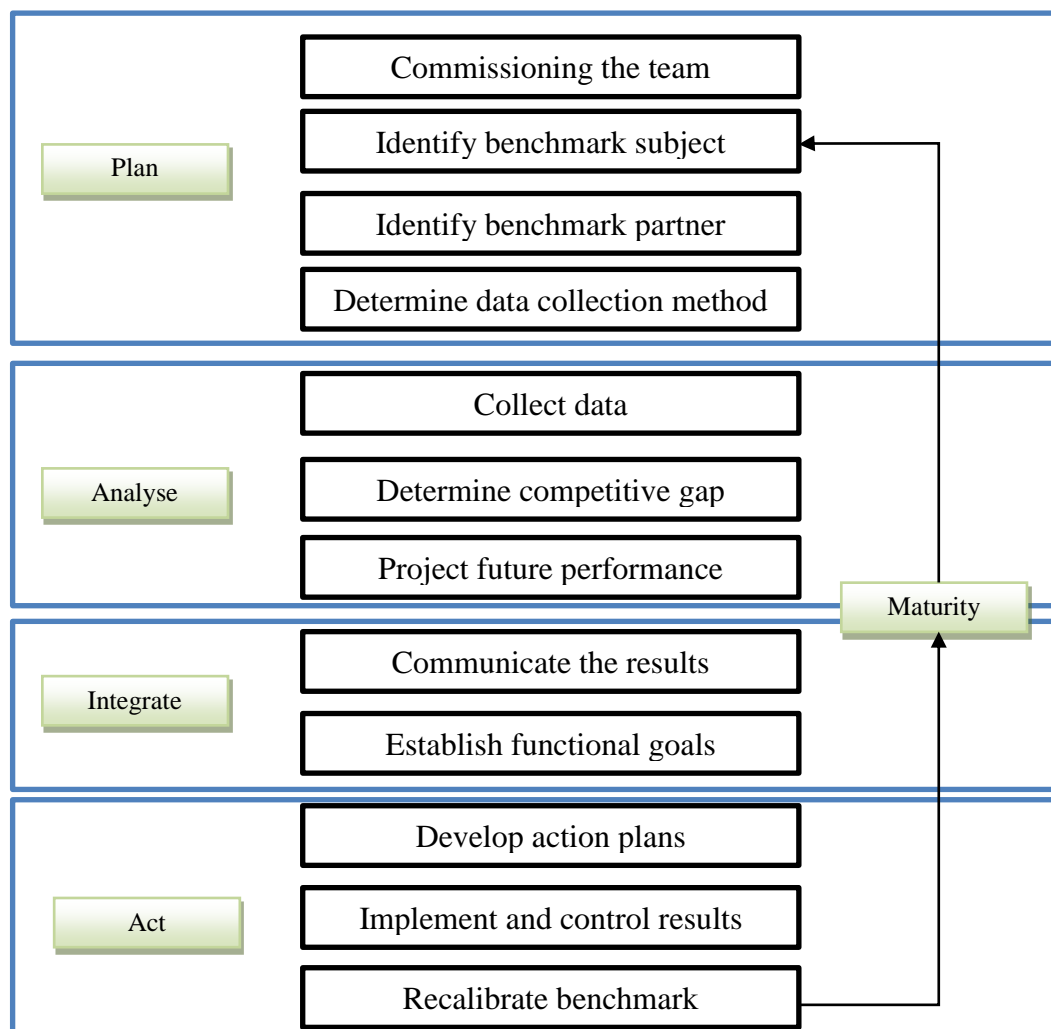 Commissioning the team
Identify benchmark subject
Plan
Identify benchmark partner
Determine data collection method
Collect data
Analyse
Determine competitive gap
Project future performance
Maturity
Communicate the results
Integrate
Establish functional goals
Develop action plans
Act
Implement and control results
Recalibrate benchmark